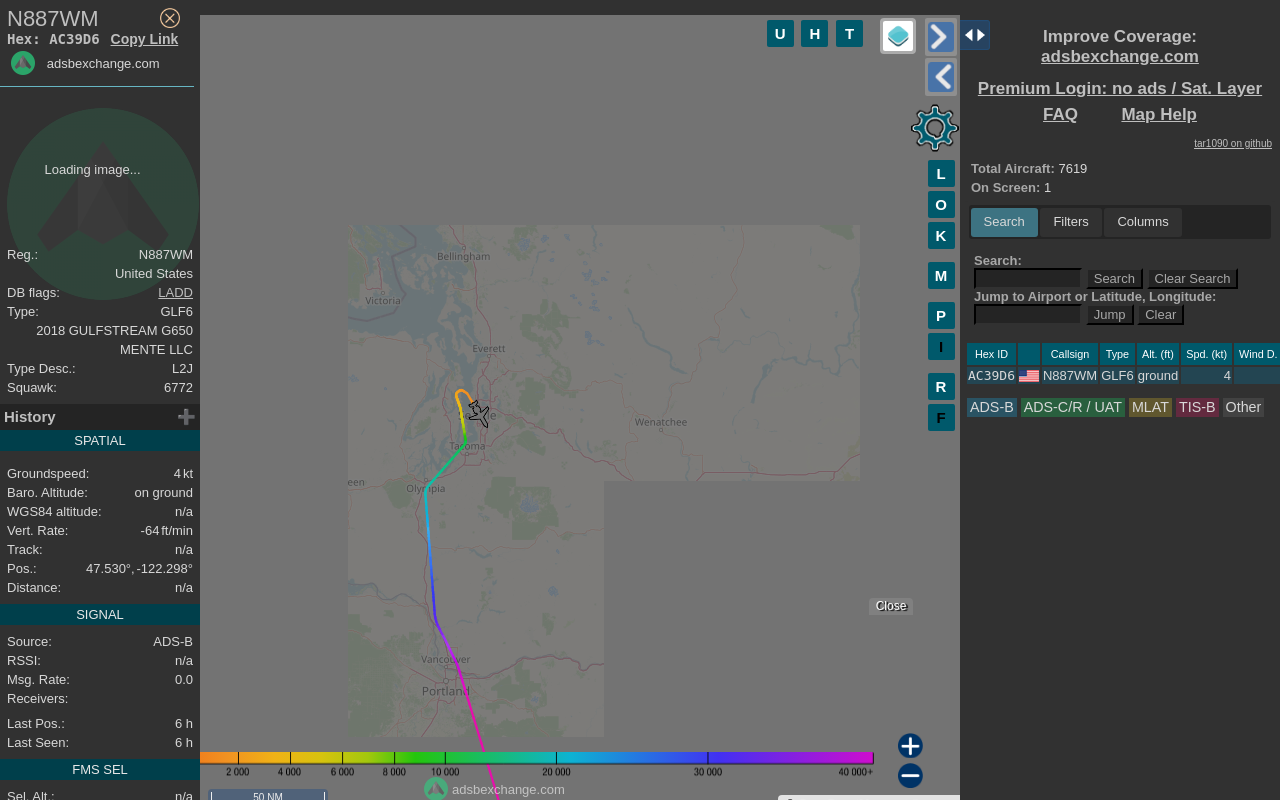 N887WM
Hex: AC39D6 Copy Link
adsbexchange.com
Loading image...
Reg.: N887WM
United States
DB flags: LADD
Type: GLF6
2018 GULFSTREAM G650
MENTE LLC
Type Desc.: L2J
Squawk: 6772
History
SPATIAL
Groundspeed: 4 kt
Baro. Altitude: on ground
WGS84 altitude: n/a
Vert. Rate: -64 ft/min
Track: n/a
Pos.: 47.530°, -122.298°
Distance: n/a
SIGNAL
Source: ADS-B
RSSI: n/a
Msg. Rate: 0.0
Receivers:
Last Pos.: 6 h
Last Seen: 6 h
FMS SEL
Sel. Alt.: n/a
U H T
L
O
K
M
P
I
R
F
Bellingham
Victoria
Everett
Wenatchee
Tacoma
een
Olympia
Vancouver
Portland
Close
2 000 4 000 6 000 8 000 10 000 20 000 30 000 40 000+
adsbexchange.com
50 NM
Improve Coverage:
adsbexchange.com
Premium Login: no ads / Sat. Layer
FAQ Map Help
tar1090 on github
Total Aircraft: 7619
On Screen: 1
Search Filters Columns
Search:
Search Clear Search
Jump to Airport or Latitude, Longitude:
Jump Clear
Hex ID Callsign Type Alt. (ft) Spd. (kt) Wind D.
AC39D6 N887WM GLF6 ground 4
ADS-B ADS-C/R / UAT MLAT TIS-B Other